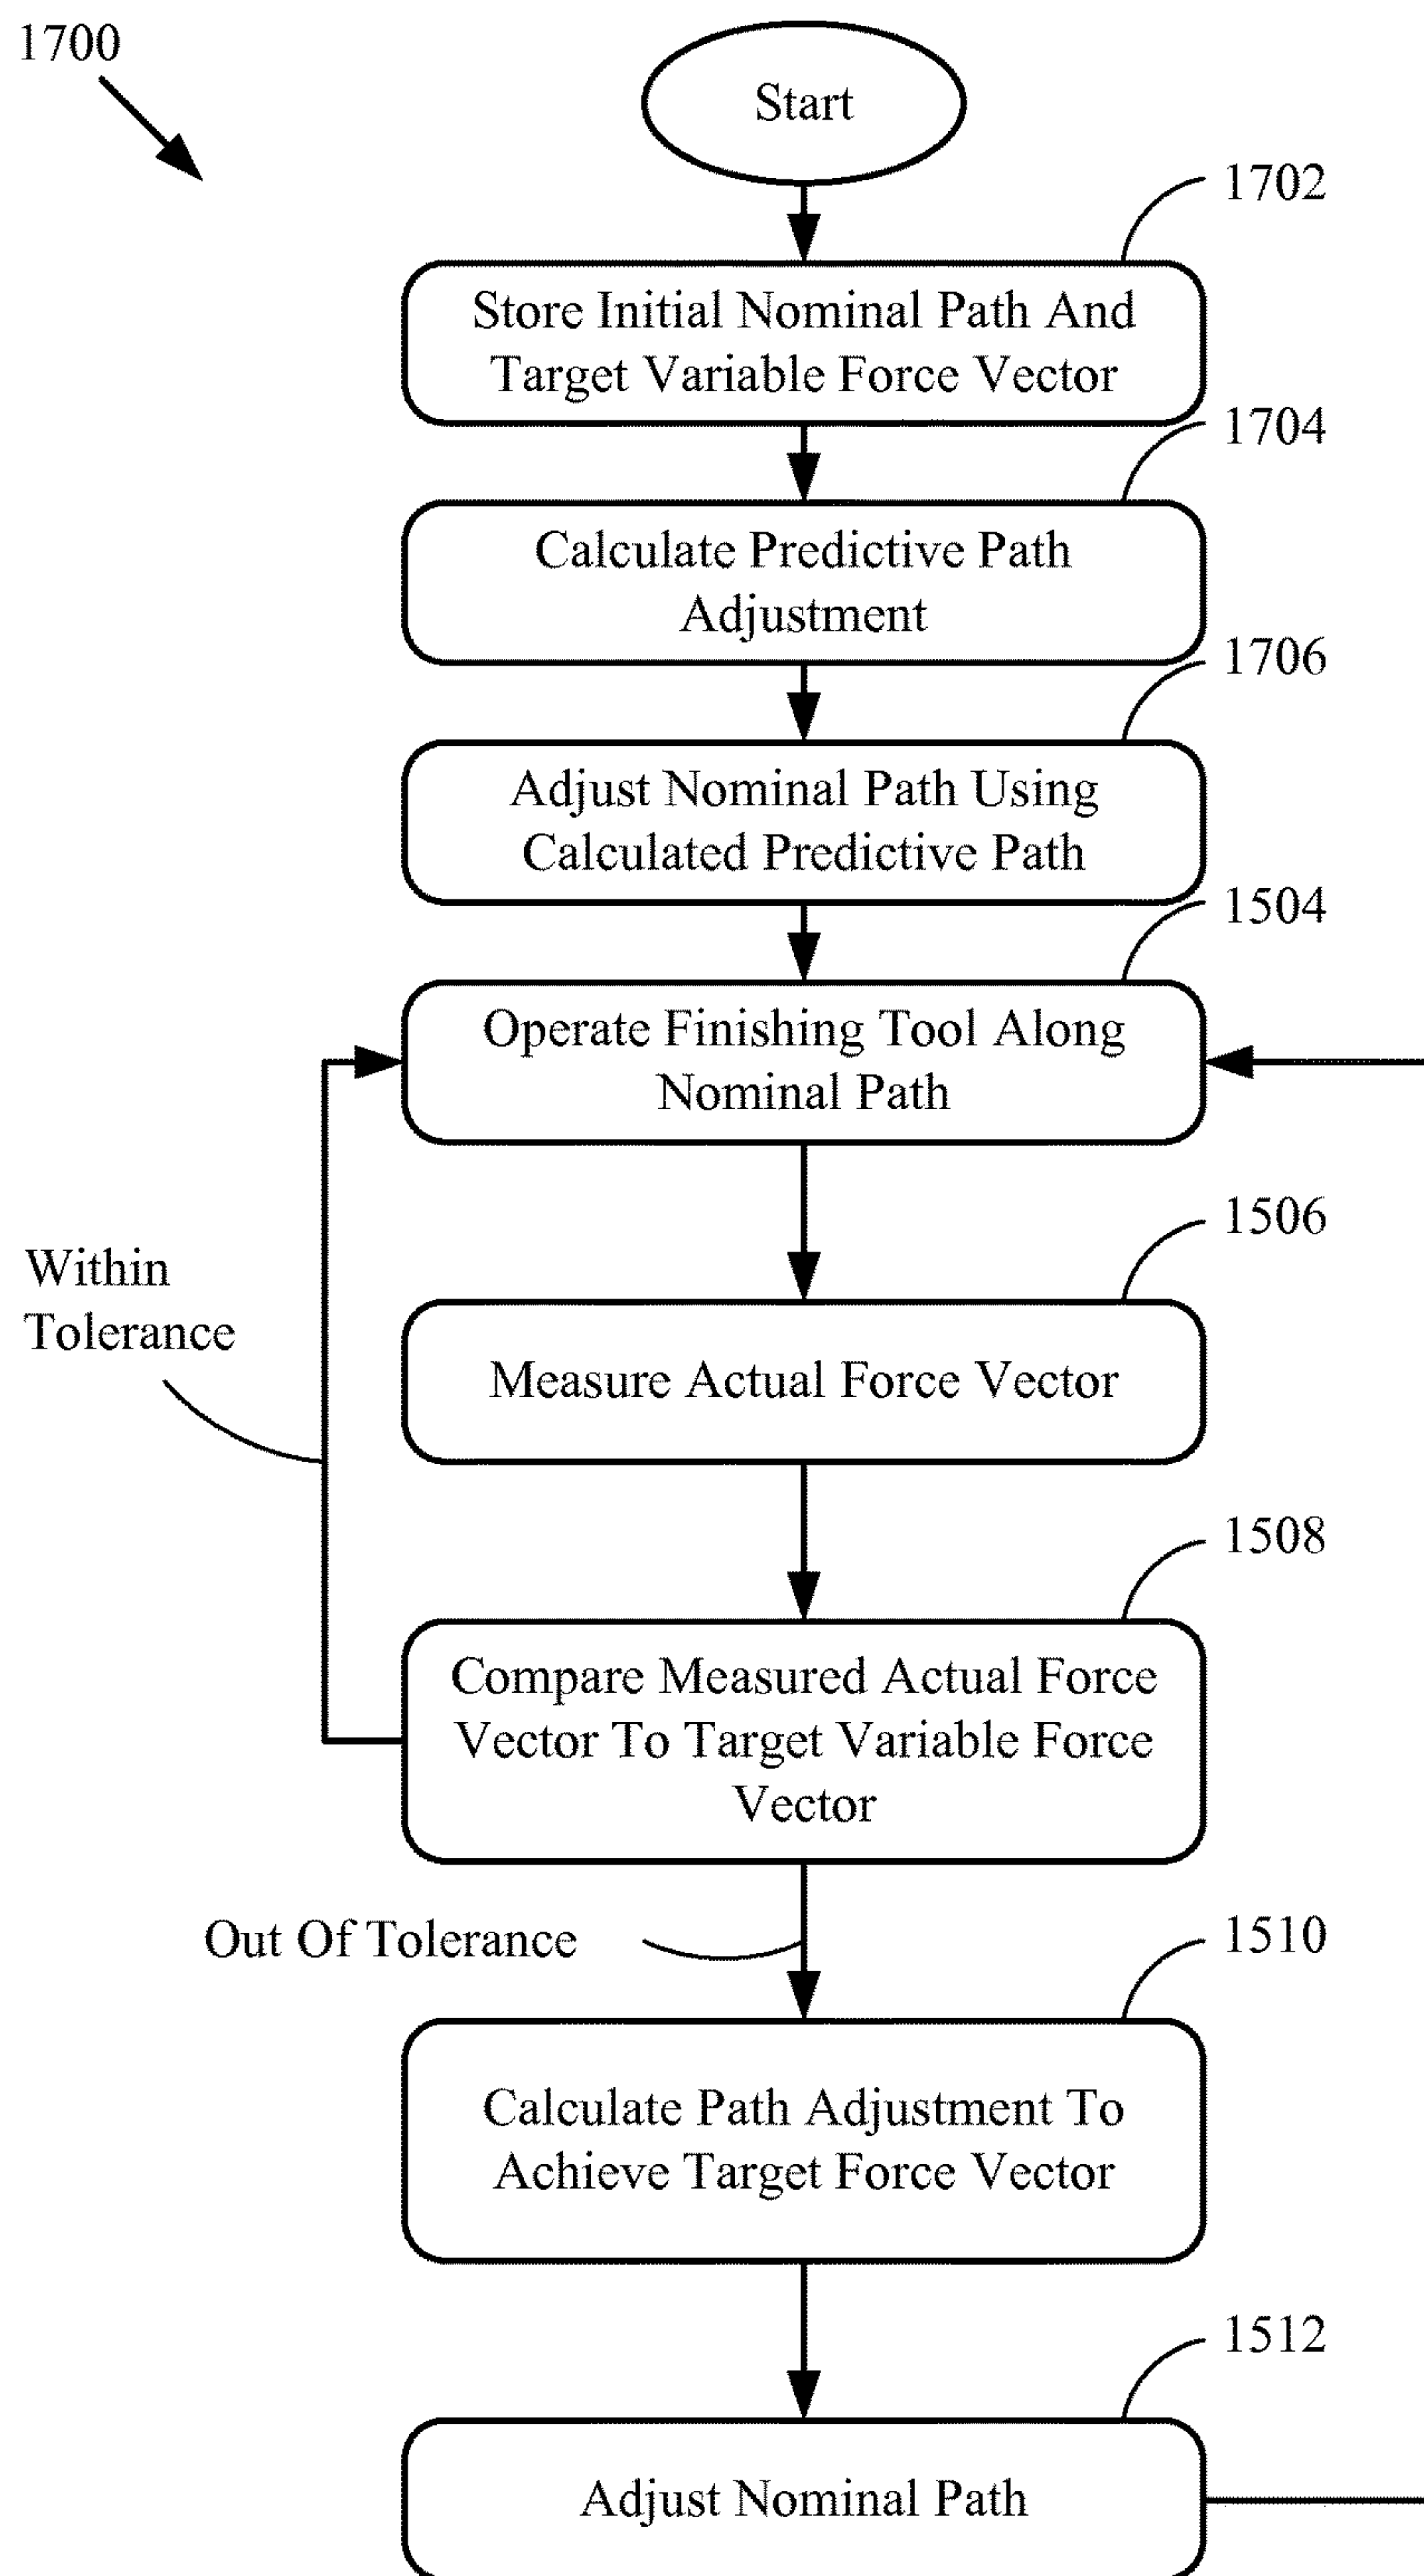 1700
Start
1702
Store Initial Nominal Path And
Target Variable Force Vector
1704
Calculate Predictive Path
Adjustment
1706
Adjust Nominal Path Using
Calculated Predictive Path
1504
Operate Finishing Tool Along
Nominal Path
1506
Within
Tolerance
Measure Actual Force Vector
1508
Compare Measured Actual Force
Vector To Target Variable Force
Vector
Out Of Tolerance
1510
Calculate Path Adjustment To
Achieve Target Force Vector
1512
Adjust Nominal Path